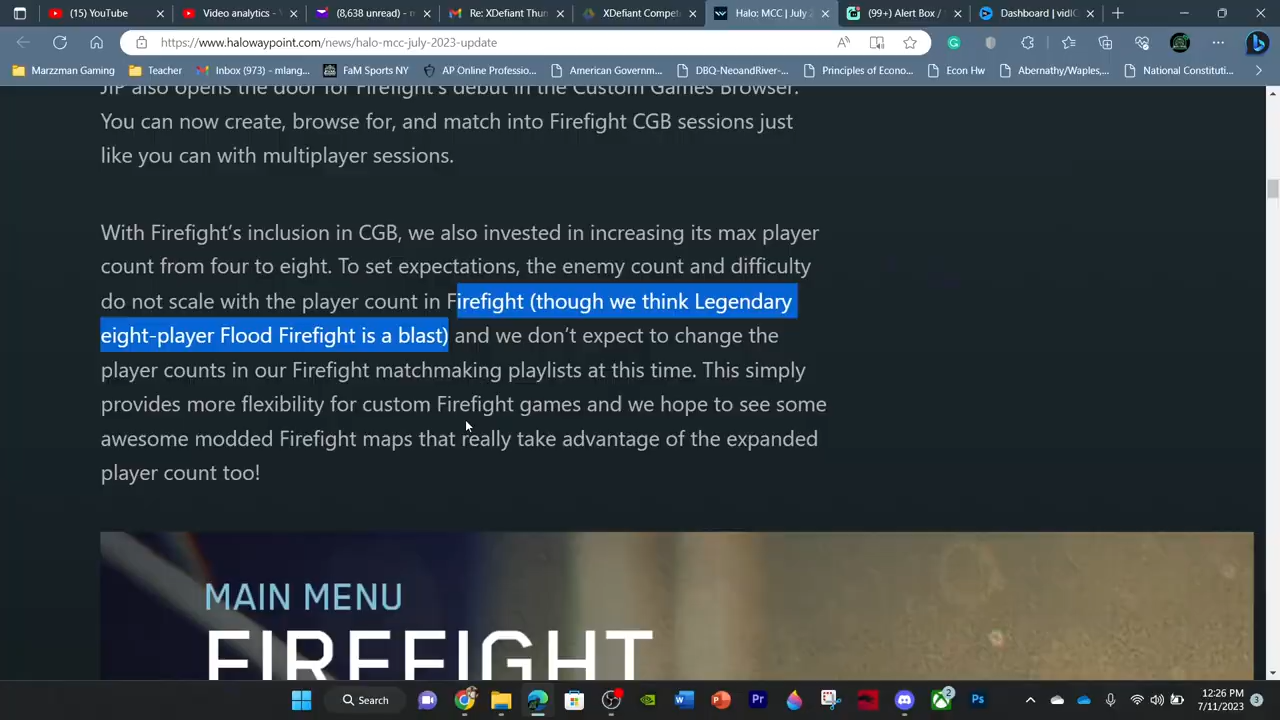 (15) YouTube
Video analytics - Y
(8,638 unread) - m
Re: XDefiant Thun
XDefiant Compet
Halo: MCC | July 2
(99+) Alert Box / S
Dashboard | vidIC
https://www.halowaypoint.com/news/halo-mcc-july-2023-update
Marzzman Gaming
Teacher
Inbox (973) - mlang...
FaM Sports NY
AP Online Professio...
American Governm...
DBQ-NeoandRiver-...
Principles of Econo...
Econ Hw
Abernathy/Waples,...
National Constituti...
JIP also opens the door for Firefight's debut in the Custom Games Browser.
You can now create, browse for, and match into Firefight CGB sessions just
like you can with multiplayer sessions.
With Firefight's inclusion in CGB, we also invested in increasing its max player
count from four to eight. To set expectations, the enemy count and difficulty
do not scale with the player count in Firefight (though we think Legendary
eight-player Flood Firefight is a blast) and we don't expect to change the
player counts in our Firefight matchmaking playlists at this time. This simply
provides more flexibility for custom Firefight games and we hope to see some
awesome modded Firefight maps that really take advantage of the expanded
player count too!
MAIN MENU
FIREFIGHT
Search
2
12:26 PM
7/11/2023
3